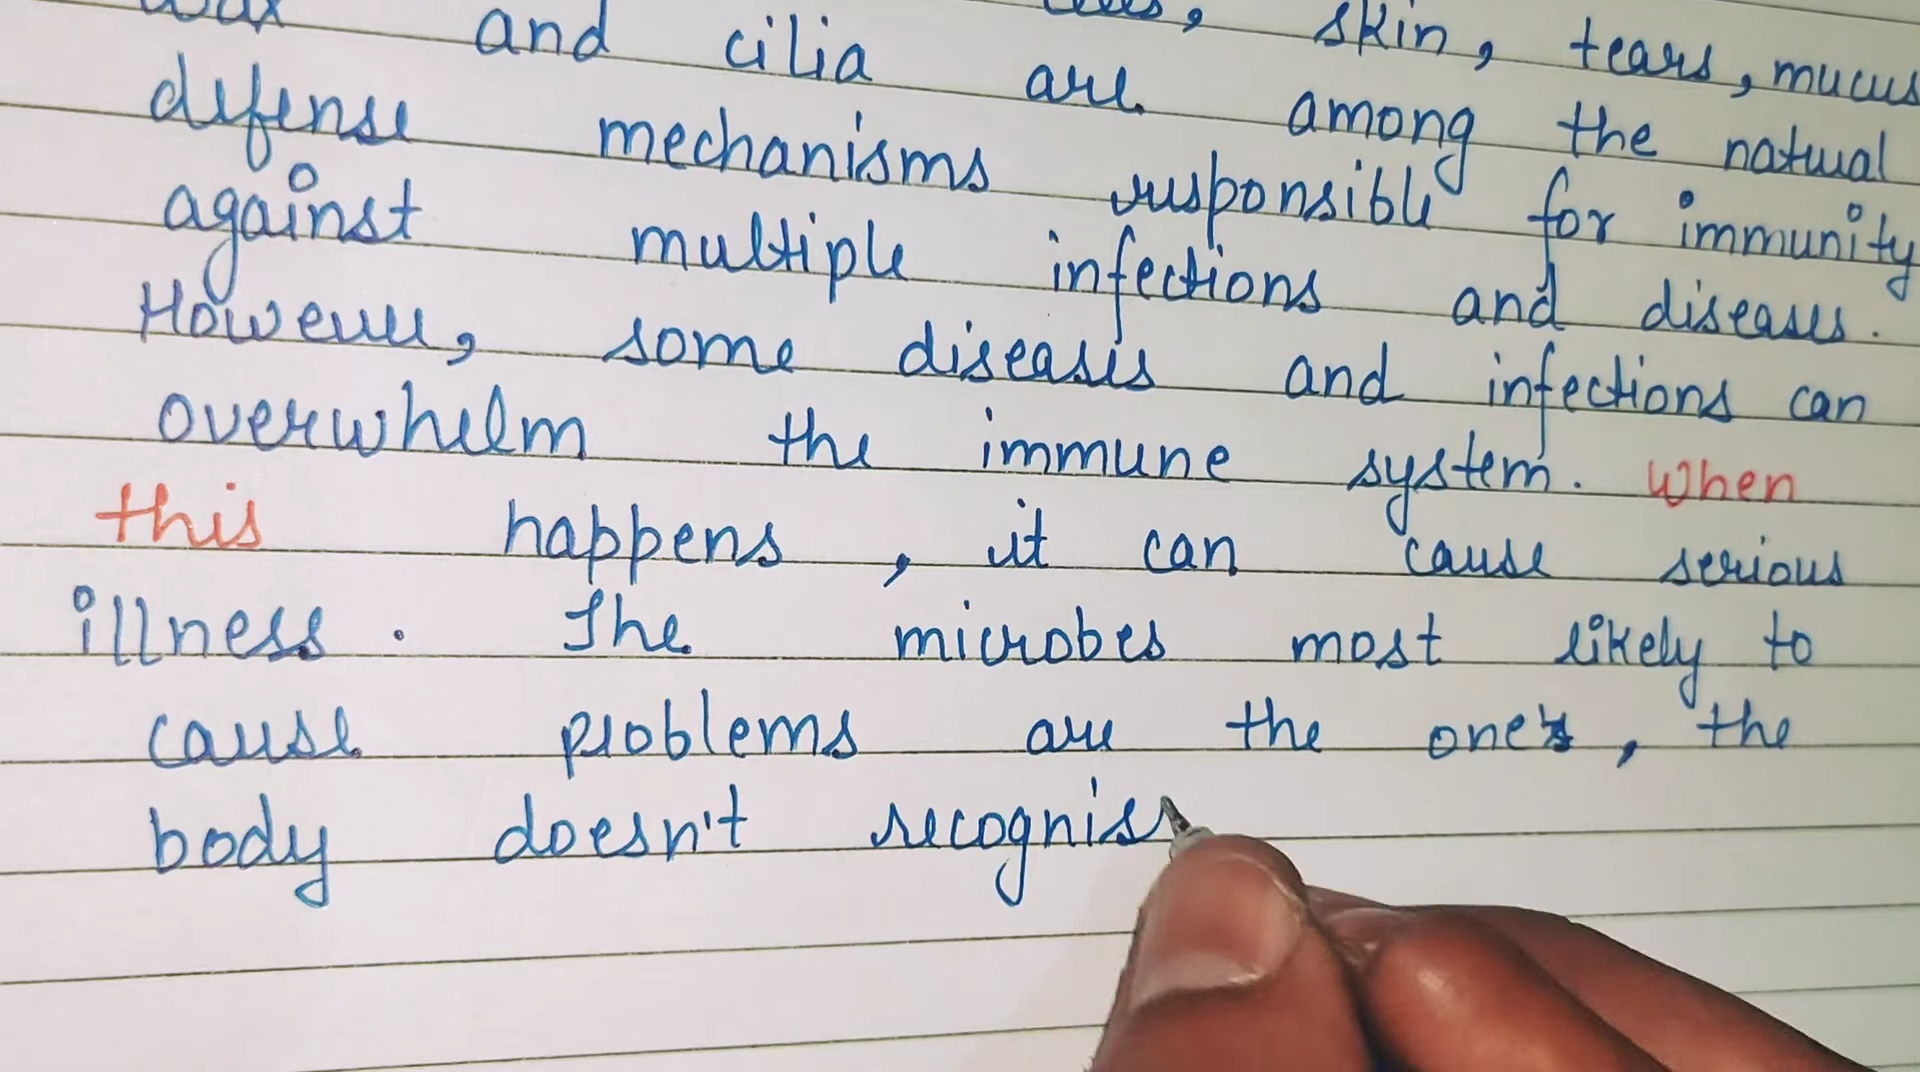 skin, tears, mucus
wax and cilia are among the natural
defense mechanisms responsible for immunity
against multiple infections and diseases.
However, some diseases and infections can
overwhelm the immune system. When
this happens, it can cause serious
illness. The microbes most likely to
cause problems are the one's, the
body doesn't recognis